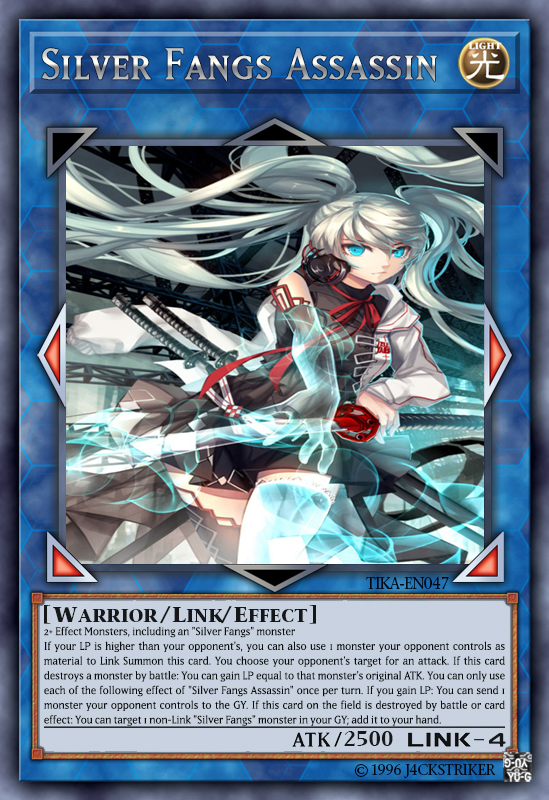 SILVER FANGS ASSASSIN
LIGHT
光
TIKA-EN047
[WARRIOR/LINK/EFFECT]
2+ Effect Monsters, including an "Silver Fangs" monster
If your LP is higher than your opponent's, you can also use 1 monster your opponent controls as
material to Link Summon this card. You choose your opponent's target for an attack. If this card
destroys a monster by battle: You can gain LP equal to that monster's original ATK. You can only use
each of the following effect of "Silver Fangs Assassin" once per turn. If you gain LP: You can send 1
monster your opponent controls to the GY. If this card on the field is destroyed by battle or card
effect: You can target 1 non-Link "Silver Fangs" monster in your GY; add it to your hand.
ATK/2500 LINK-4
© 1996 J4CKSTRIKER
YU-G